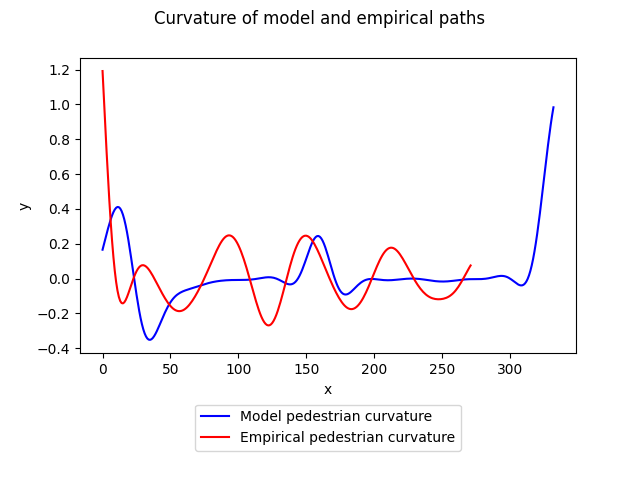 Curvature of model and empirical paths
1.2
1.0
0.8
0.6
0.4
0.2
0.0
−0.2
−0.4
y
0 50 100 150 200 250 300
x
Model pedestrian curvature
Empirical pedestrian curvature